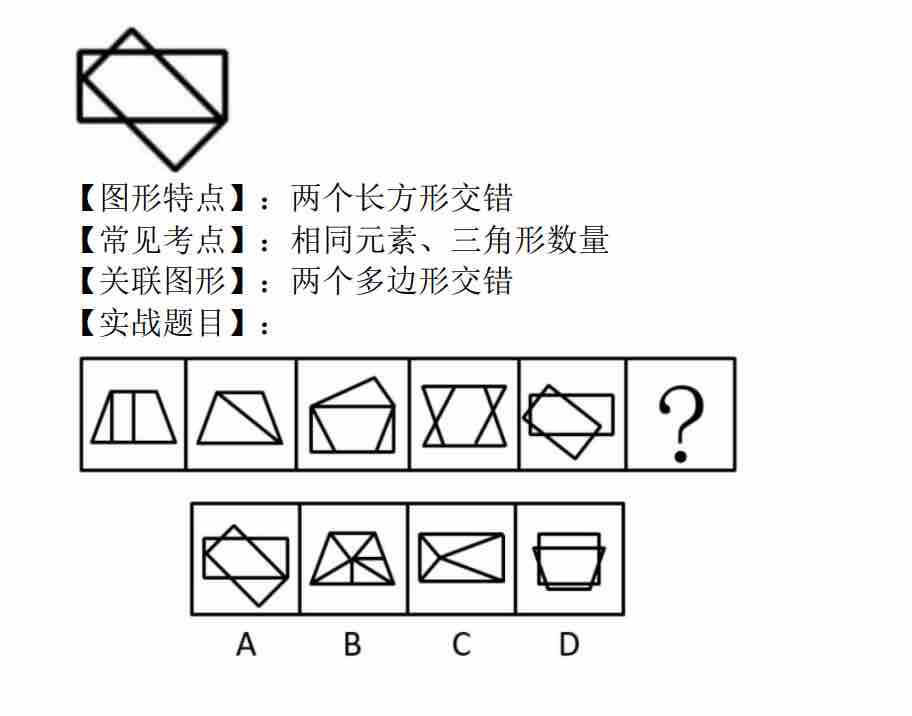 【图形特点】：两个长方形交错
【常见考点】：相同元素、三角形数量
【关联图形】：两个多边形交错
【实战题目】：
?
A B C D